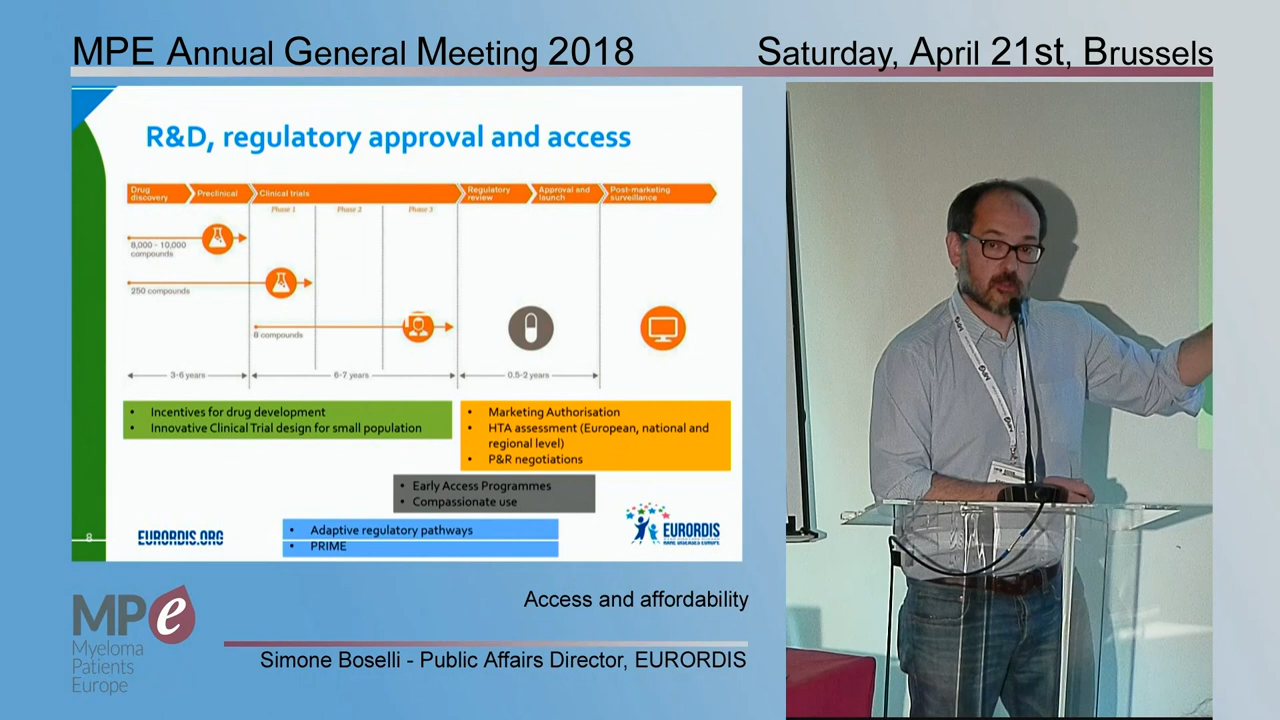 MPE Annual General Meeting 2018
Saturday, April 21st, Brussels
R&D, regulatory approval and access
Drug discovery
Preclinical
Clinical trials
Regulatory review
Approval and launch
Post-marketing surveillance
Phase 1
Phase 2
Phase 3
8,000 - 10,000
compounds
250 compounds
8 compounds
3-6 years
6-7 years
0.5-2 years
• Incentives for drug development
• Innovative Clinical Trial design for small population
• Marketing Authorisation
• HTA assessment (European, national and
regional level)
• P&R negotiations
• Early Access Programmes
• Compassionate use
• Adaptive regulatory pathways
• PRIME
8
EURORDIS.ORG
EURORDIS
RARE DISEASES EUROPE
Access and affordability
MPe
Myeloma
Patients
Europe
Simone Boselli - Public Affairs Director, EURORDIS